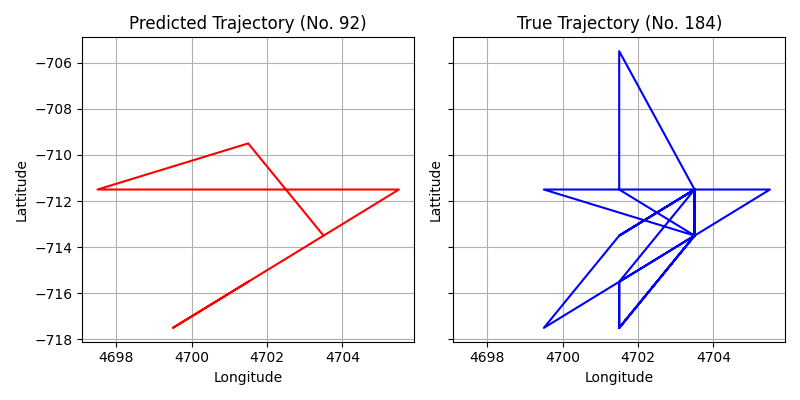 Predicted Trajectory (No. 92)
True Trajectory (No. 184)
Lattitude
−706
−708
−710
−712
−714
−716
−718
4698
4700
4702
4704
Longitude
Lattitude
4698
4700
4702
4704
Longitude